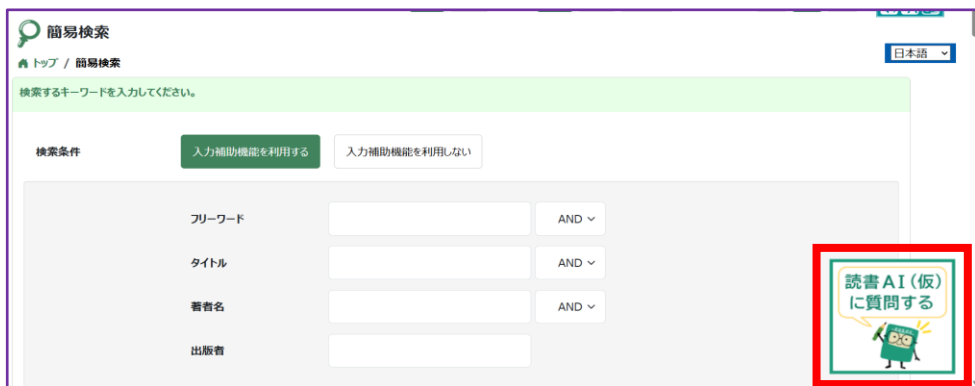 簡易検索
トップ / 簡易検索
日本語
検索するキーワードを入力してください。
検索条件 入力補助機能を利用する 入力補助機能を利用しない
フリーワード AND
タイトル AND
著者名 AND
出版者
読書AI(仮)
に質問する